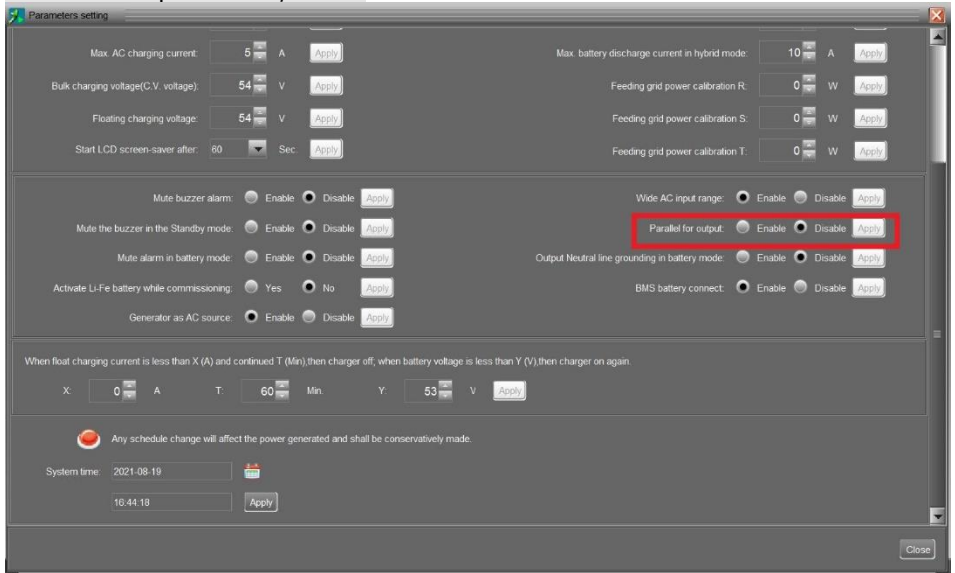 Parameters setting
Max. AC charging current: 5 A Apply
Max. battery discharge current in hybrid mode: 10 A Apply
Bulk charging voltage(C.V. voltage): 54 V Apply
Feeding grid power calibration R: 0 W Apply
Floating charging voltage: 54 V Apply
Feeding grid power calibration S: 0 W Apply
Start LCD screen-saver after: 60 Sec. Apply
Feeding grid power calibration T: 0 W Apply
Mute buzzer alarm: Enable Disable Apply
Wide AC input range: Enable Disable Apply
Mute the buzzer in the Standby mode: Enable Disable Apply
Parallel for output: Enable Disable Apply
Mute alarm in battery mode: Enable Disable Apply
Output Neutral line grounding in battery mode: Enable Disable Apply
Activate Li-Fe battery while commissioning: Yes No Apply
BMS battery connect: Enable Disable Apply
Generator as AC source: Enable Disable Apply
When float charging current is less than X (A) and continued T (Min),then charger off; when battery voltage is less than Y (V),then charger on again.
X: 0 A T: 60 Min. Y: 53 V Apply
Any schedule change will affect the power generated and shall be conservatively made.
System time: 2021-08-19
16:44:18 Apply
Close